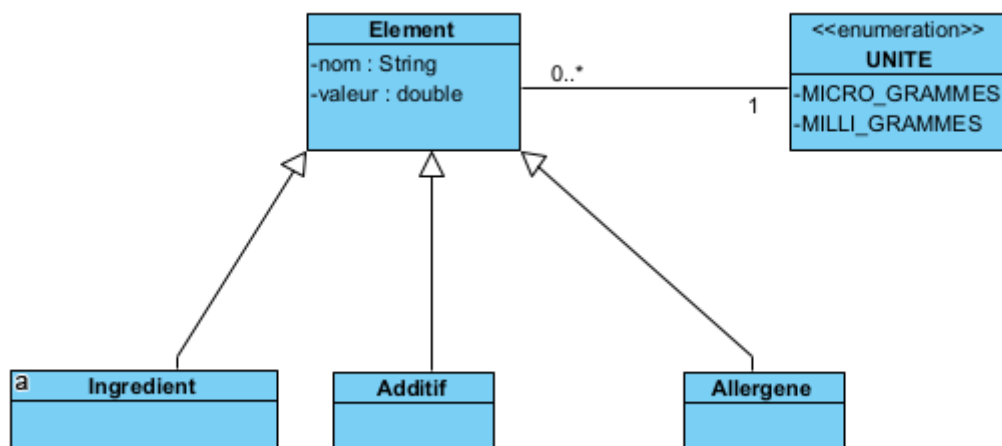 Element
-nom : String
-valeur : double
0..*
1
<<enumeration>>
UNITE
-MICRO_GRAMMES
-MILLI_GRAMMES
a
Ingredient
Additif
Allergene